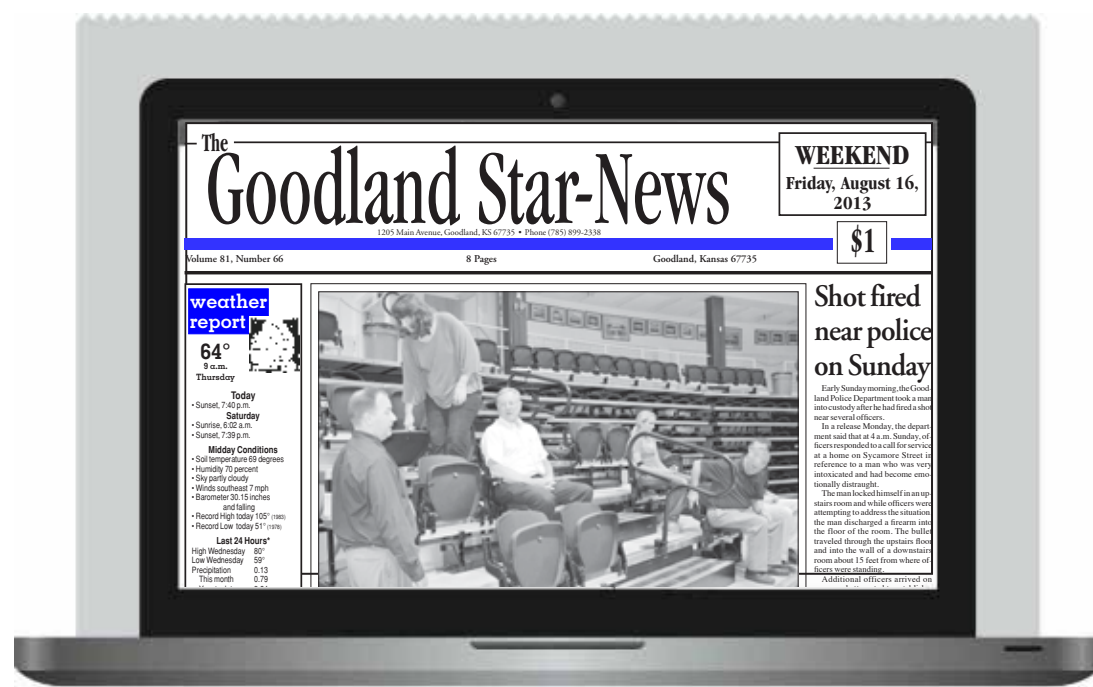 The
Goodland Star-News
WEEKEND
Friday, August 16,
2013
1205 Main Avenue, Goodland, KS 67735 • Phone (785) 899-2338
$1
Volume 81, Number 66
8 Pages
Goodland, Kansas 67735
weather
report
64°
9 a.m.
Thursday
Today
• Sunset, 7:40 p.m.
Saturday
• Sunrise, 6:02 a.m.
• Sunset, 7:39 p.m.
Midday Conditions
• Soil temperature 69 degrees
• Humidity 70 percent
• Sky partly cloudy
• Winds southeast 7 mph
• Barometer 30.15 inches
and falling
• Record High today 105° (1983)
• Record Low today 51° (1978)
Last 24 Hours*
High Wednesday 80°
Low Wednesday 59°
Precipitation 0.13
This month 0.79
Shot fired
near police
on Sunday
Early Sunday morning, the Good-
land Police Department took a man
into custody after he had fired a shot
near several officers.
In a release Monday, the depart-
ment said that at 4 a.m. Sunday, of-
ficers responded to a call for service
at a home on Sycamore Street in
reference to a man who was very
intoxicated and had become emo-
tionally distraught.
The man locked himself in an up-
stairs room and while officers were
attempting to address the situation,
the man discharged a firearm into
the floor of the room. The bullet
traveled through the upstairs floor
and into the wall of a downstairs
room about 15 feet from where of-
ficers were standing.
Additional officers arrived on